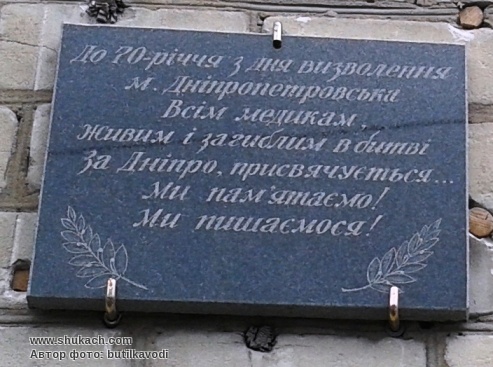 До 70-річчя з дня визволення
м. Дніпропетровська
Всім медикам,
живим і загиблим в битві
За Дніпро, присвячується...
Ми пам'ятаємо!
Ми пишаємося!
www.shukach.com
Автор фото: butilkavodi